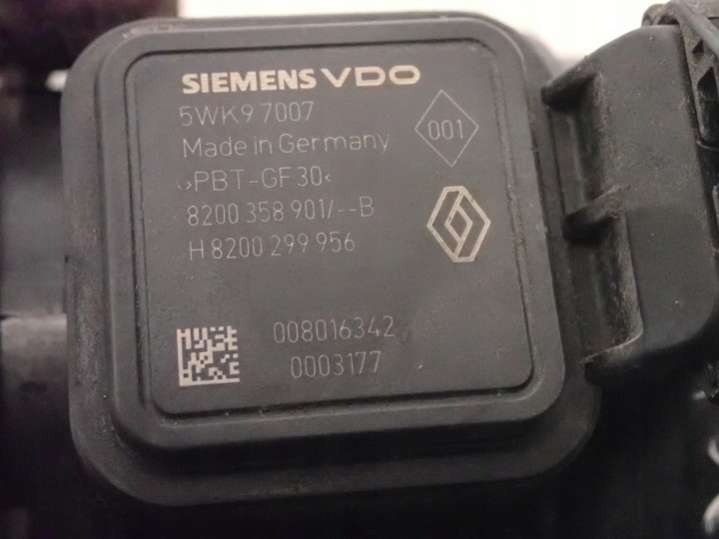 SIEMENS VDO
5WK9 7007
001
Made in Germany
>PBT-GF30<
8200 358 901/--B
H 8200 299 956
008016342
0003177